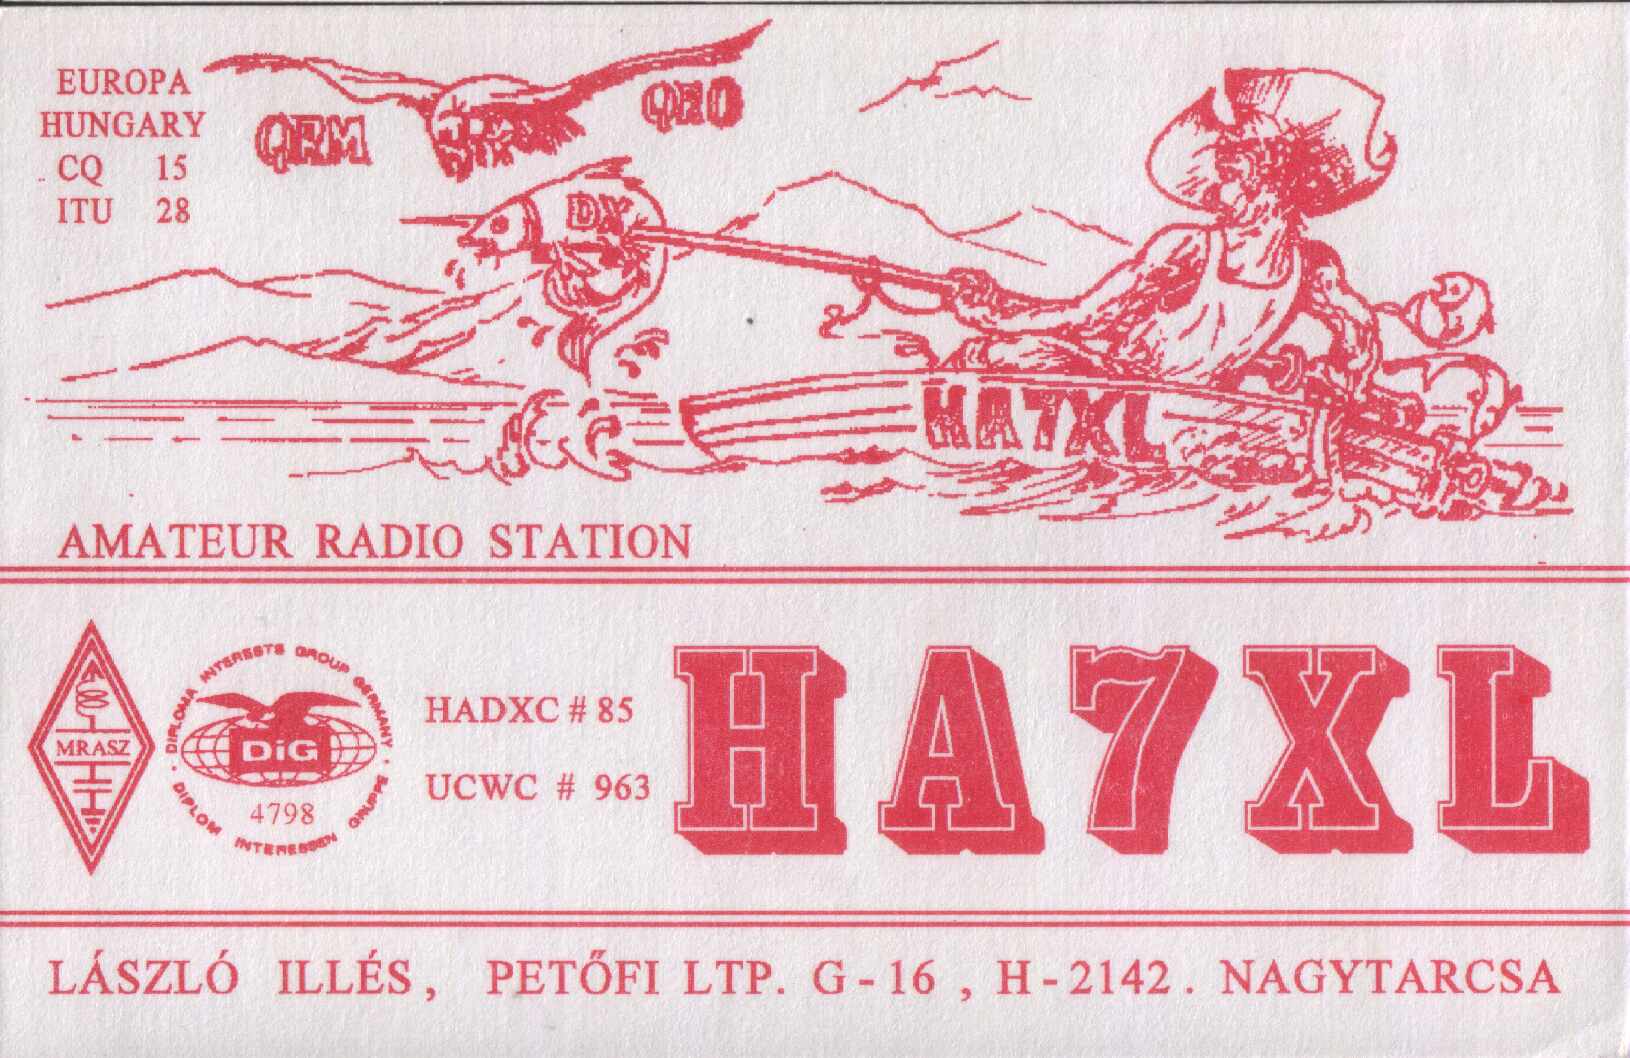 EUROPA
HUNGARY
CQ 15
ITU 28
QRM
DX
HA7XL
AMATEUR RADIO STATION
MRASZ
DIPLOMA INTERESTS GROUP GERMANY
DiG
4798
DIPLOM INTERESSEN GRUPPE
HADXC # 85
UCWC # 963
HA7XL
LÁSZLÓ ILLÉS, PETŐFI LTP. G-16, H-2142. NAGYTARCSA